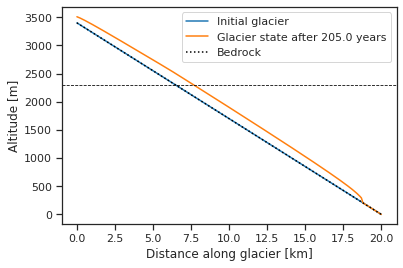 Initial glacier
Glacier state after 205.0 years
Bedrock
Altitude [m]
3500
3000
2500
2000
1500
1000
500
0
0.0 2.5 5.0 7.5 10.0 12.5 15.0 17.5 20.0
Distance along glacier [km]